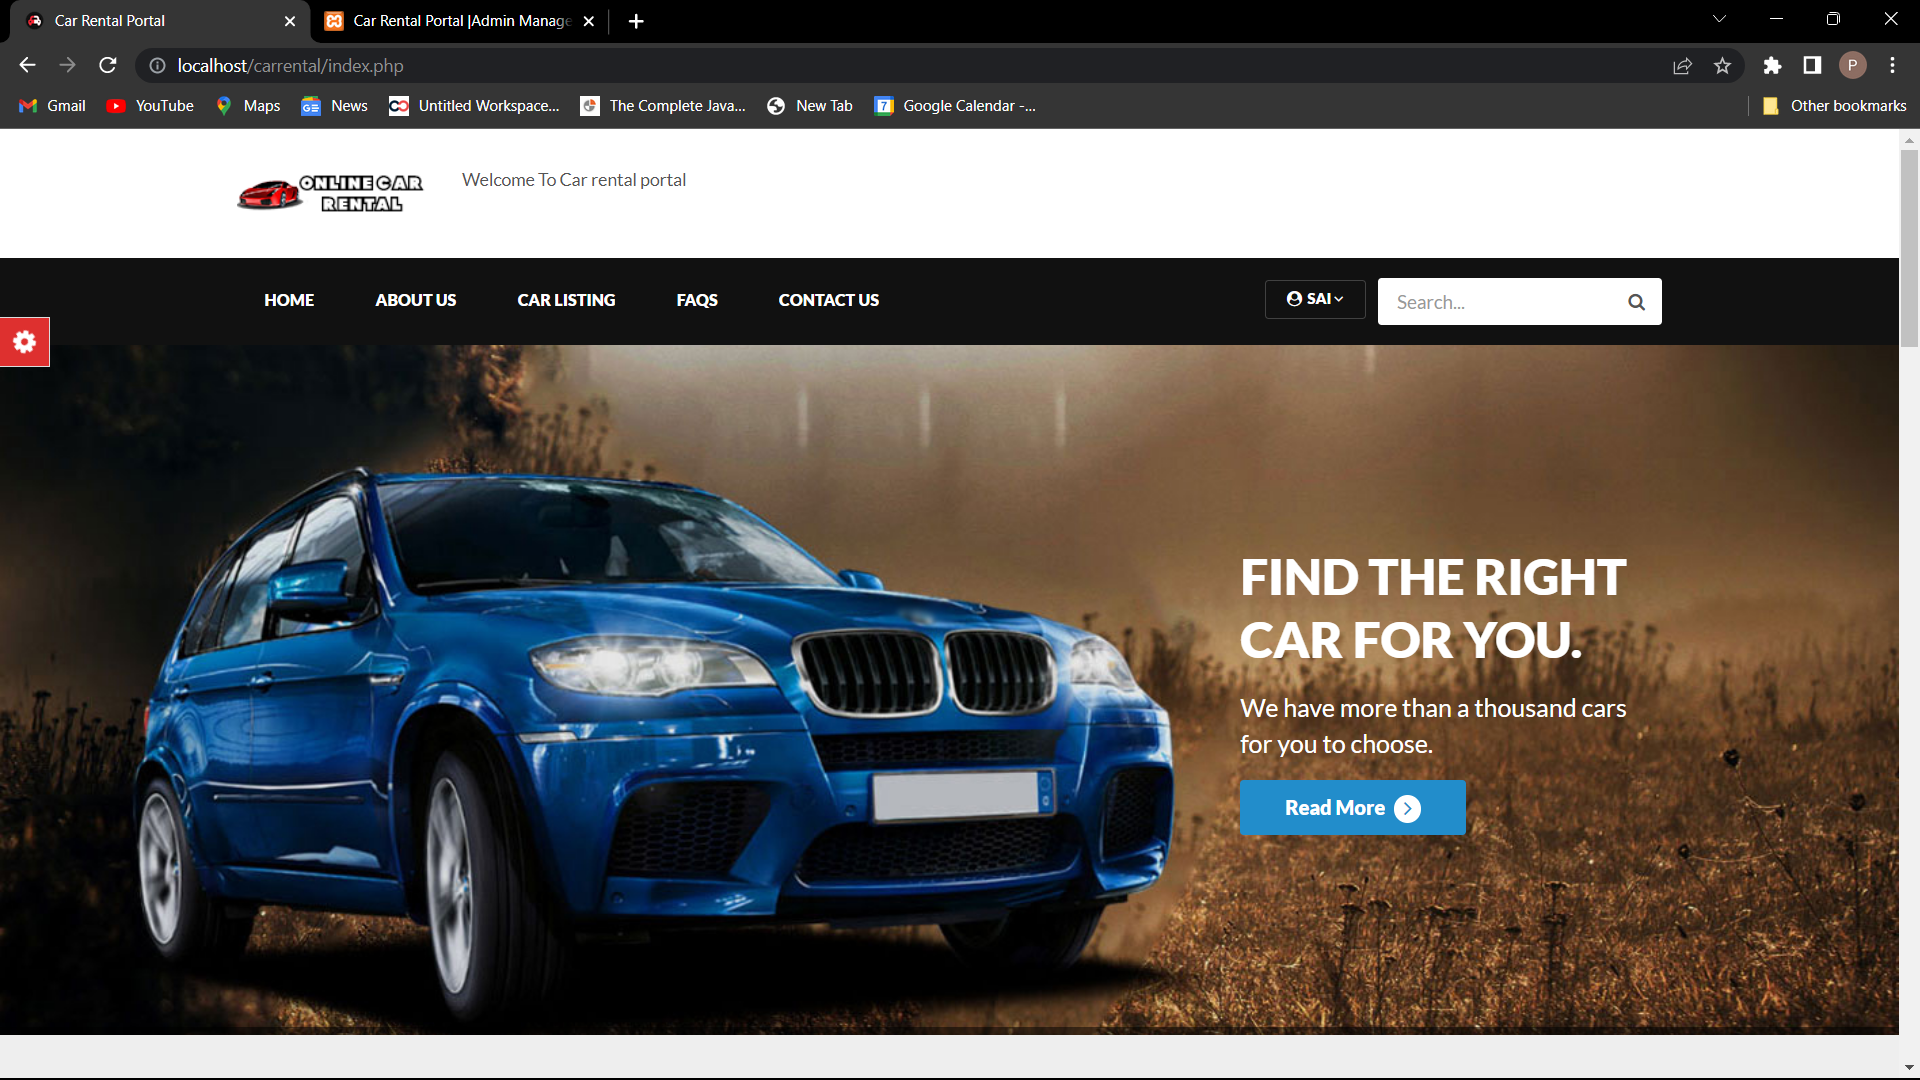 Car Rental Portal
Car Rental Portal |Admin Manage
localhost/carrental/index.php
P
Gmail
YouTube
Maps
News
Untitled Workspace...
The Complete Java...
New Tab
Google Calendar -...
Other bookmarks
ONLINE CAR
RENTAL
Welcome To Car rental portal
HOME
ABOUT US
CAR LISTING
FAQS
CONTACT US
SAI
Search...
FIND THE RIGHT
CAR FOR YOU.
We have more than a thousand cars
for you to choose.
Read More